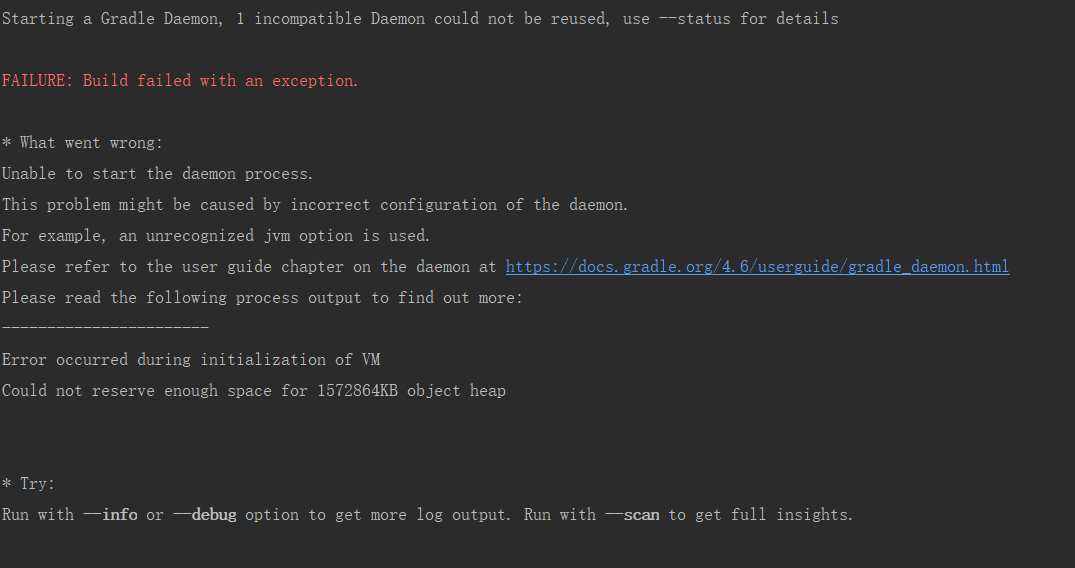 Starting a Gradle Daemon, 1 incompatible Daemon could not be reused, use --status for details
FAILURE: Build failed with an exception.
* What went wrong:
Unable to start the daemon process.
This problem might be caused by incorrect configuration of the daemon.
For example, an unrecognized jvm option is used.
Please refer to the user guide chapter on the daemon at https://docs.gradle.org/4.6/userguide/gradle_daemon.html
Please read the following process output to find out more:
-----------------------
Error occurred during initialization of VM
Could not reserve enough space for 1572864KB object heap
* Try:
Run with --info or --debug option to get more log output. Run with --scan to get full insights.